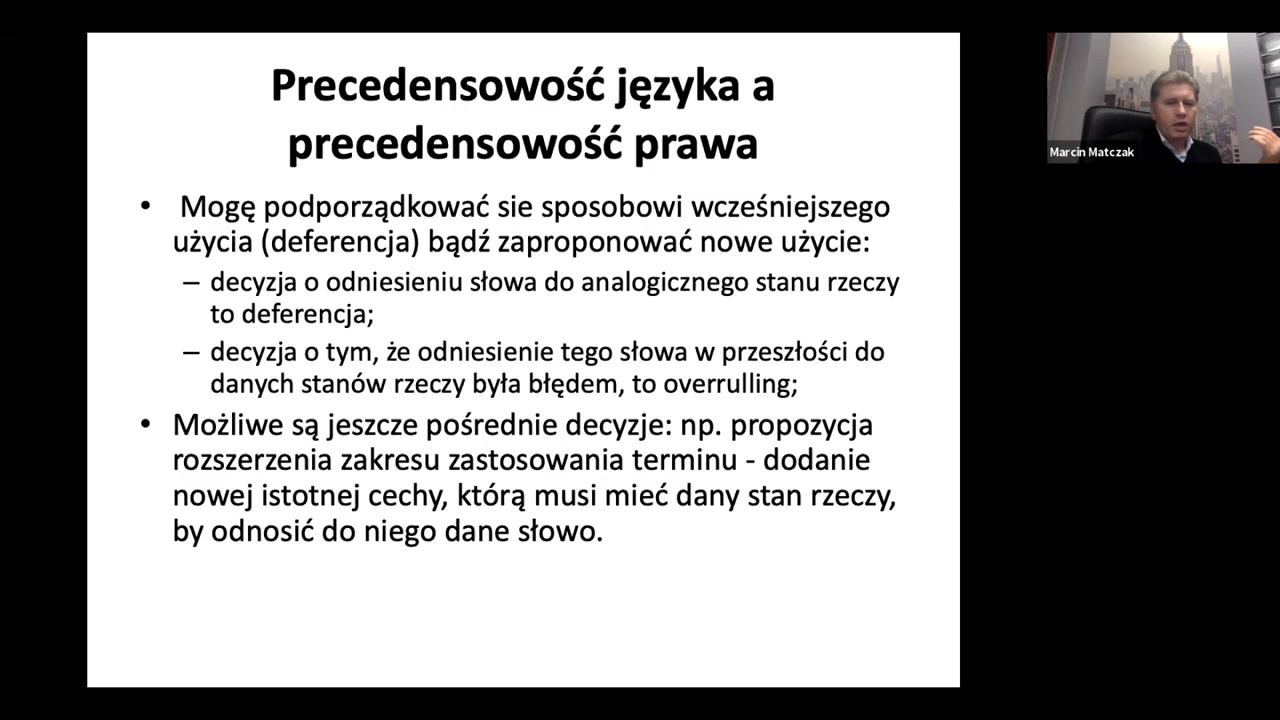 Precedensowość języka a
precedensowość prawa
• Mogę podporządkować sie sposobowi wcześniejszego
użycia (deferencja) bądź zaproponować nowe użycie:
– decyzja o odniesieniu słowa do analogicznego stanu rzeczy
to deferencja;
– decyzja o tym, że odniesienie tego słowa w przeszłości do
danych stanów rzeczy była błędem, to overrulling;
• Możliwe są jeszcze pośrednie decyzje: np. propozycja
rozszerzenia zakresu zastosowania terminu - dodanie
nowej istotnej cechy, którą musi mieć dany stan rzeczy,
by odnosić do niego dane słowo.
Marcin Matczak